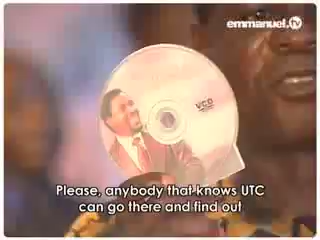 emmanuel.tv
VCD
Please, anybody that knows UTC
can go there and find out